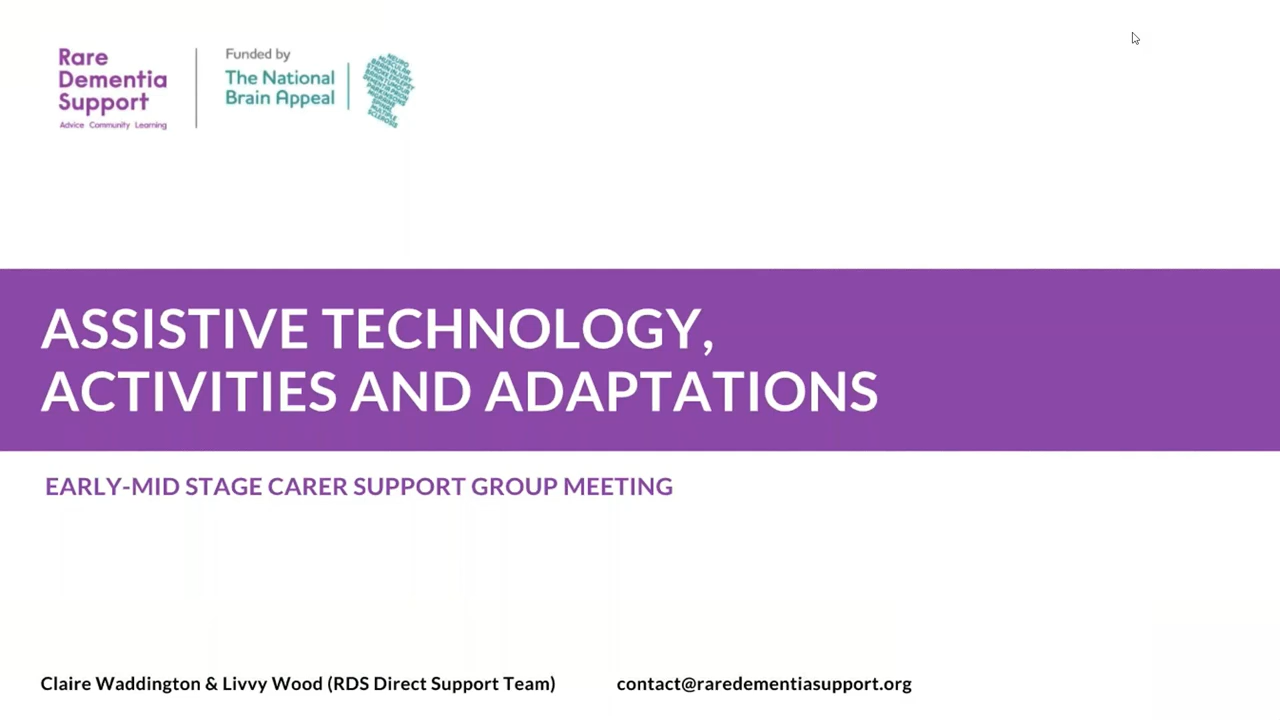 Rare
Dementia
Support
Advice Community Learning
Funded by
The National
Brain Appeal
ASSISTIVE TECHNOLOGY,
ACTIVITIES AND ADAPTATIONS
EARLY-MID STAGE CARER SUPPORT GROUP MEETING
Claire Waddington & Livvy Wood (RDS Direct Support Team)
contact@raredementiasupport.org